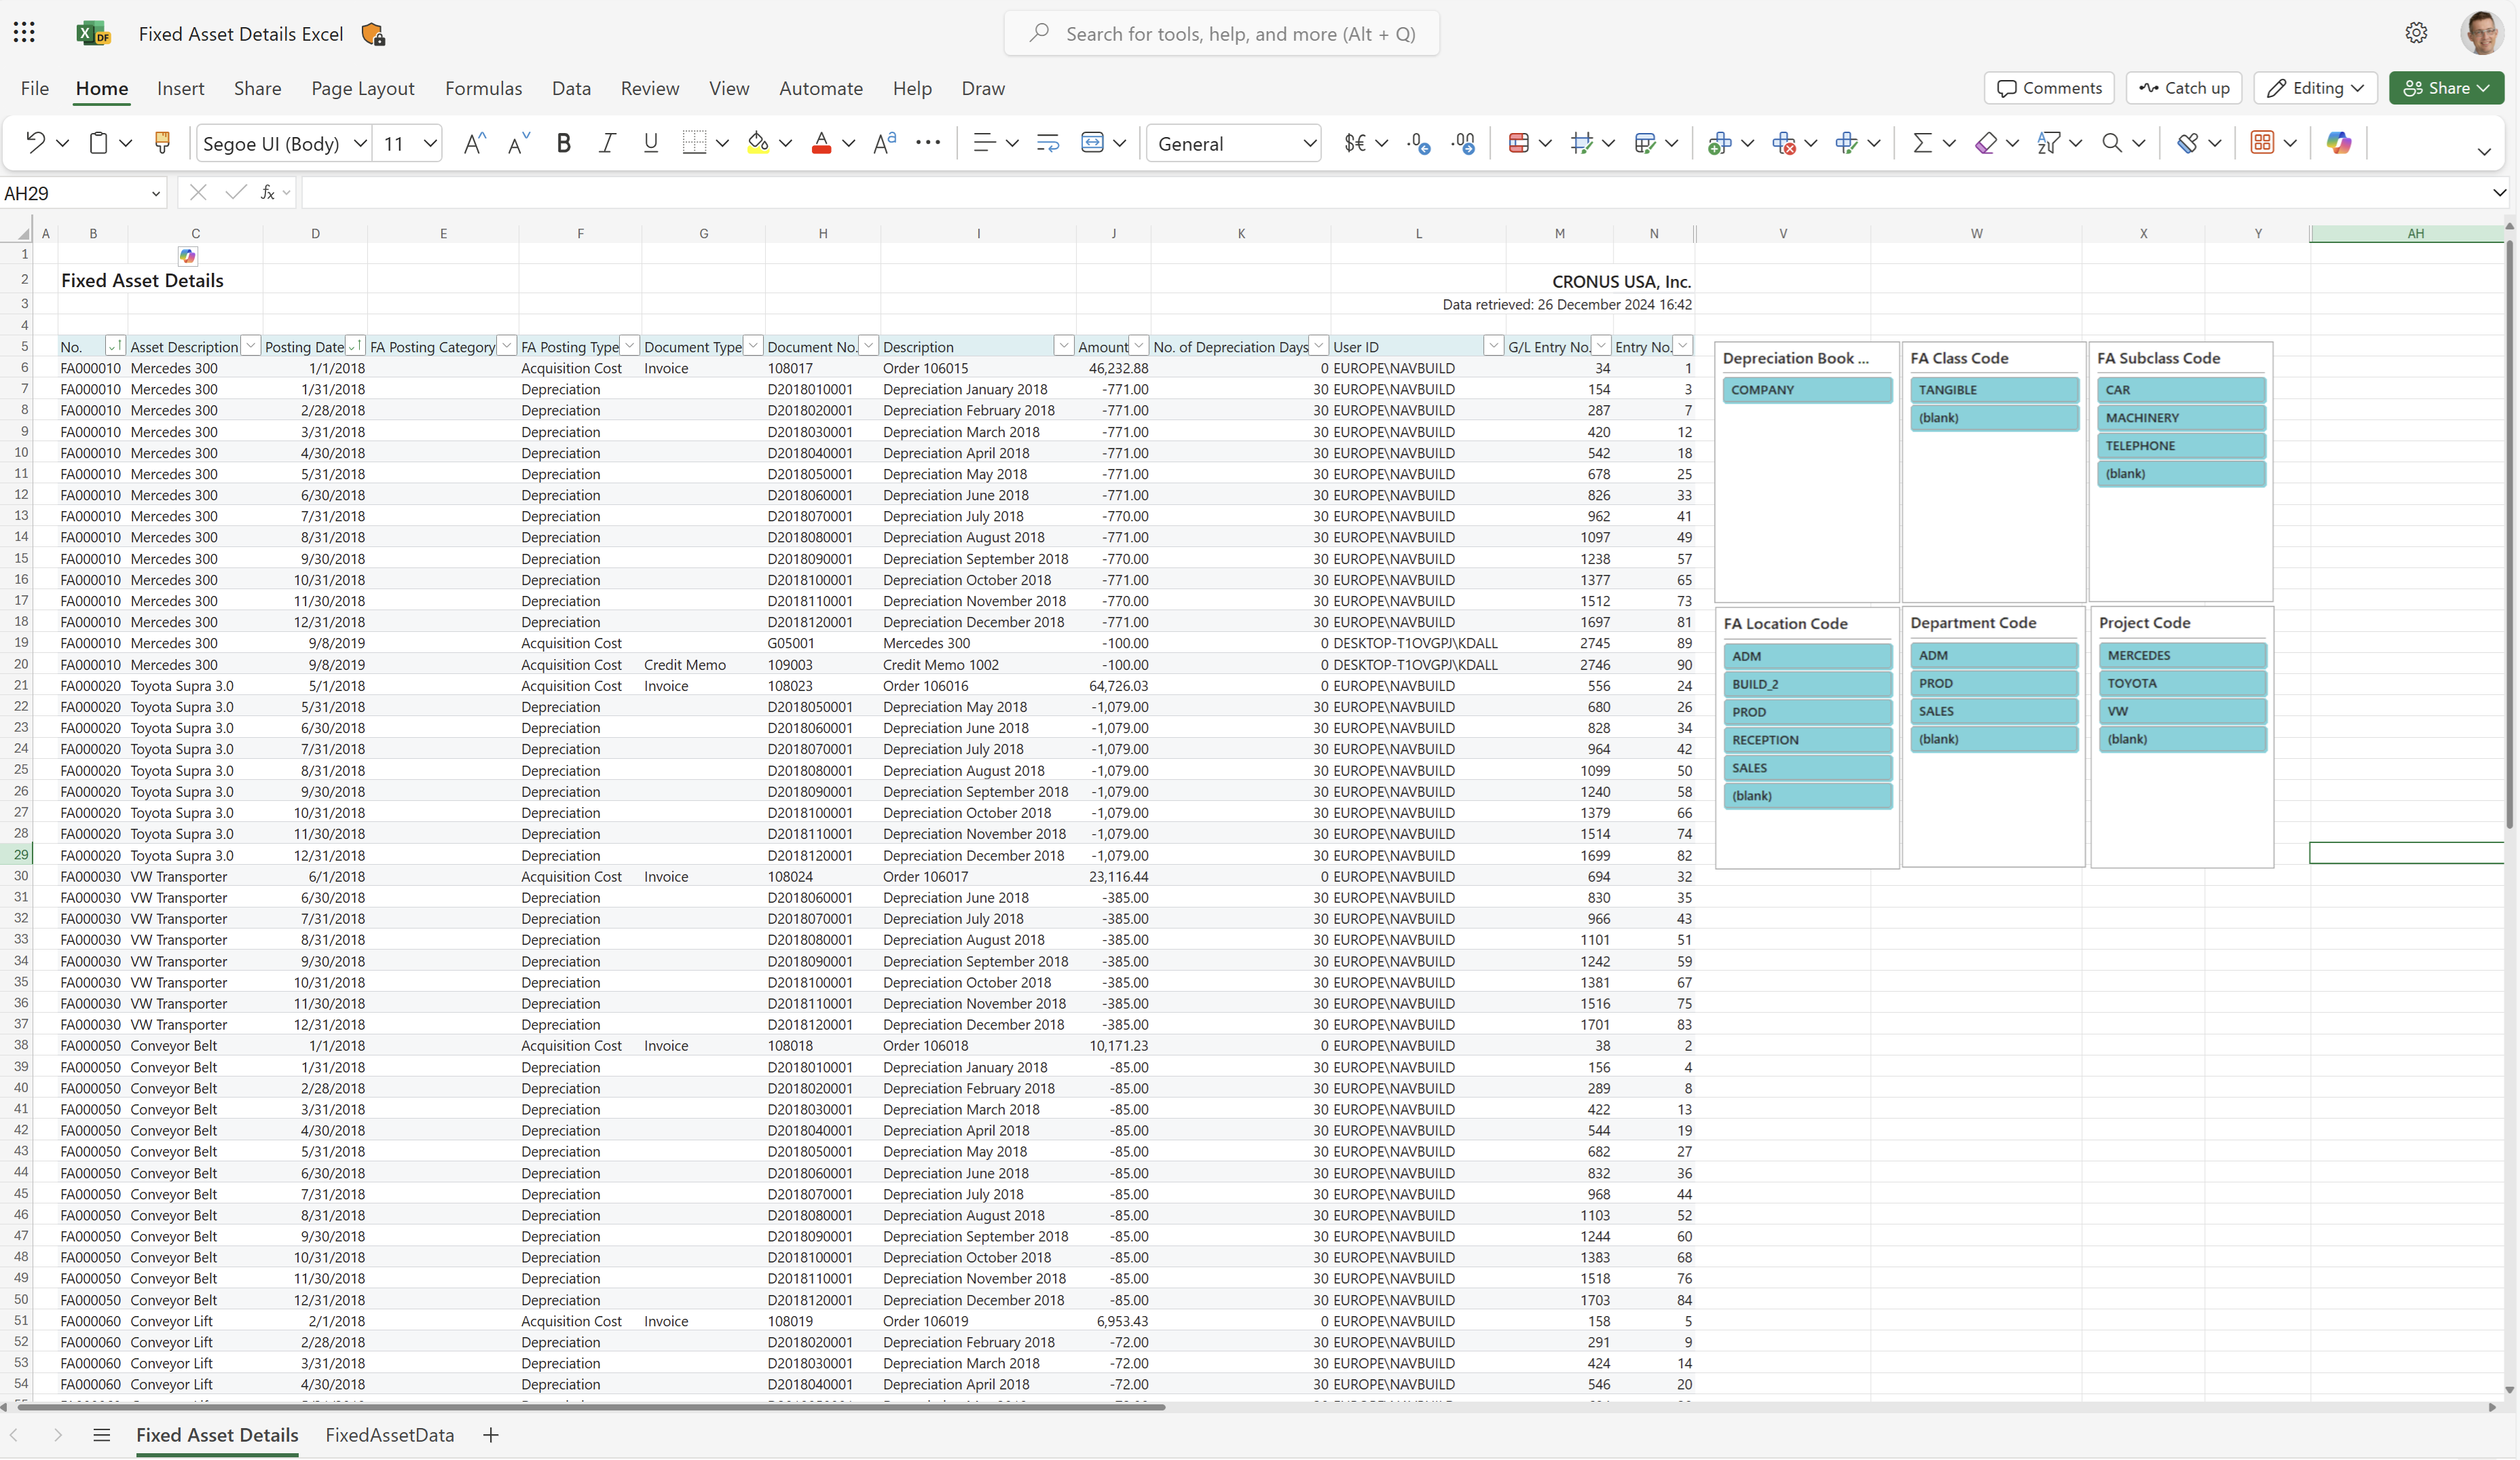 Fixed Asset Details Excel
Search for tools, help, and more (Alt + Q)
File Home Insert Share Page Layout Formulas Data Review View Automate Help Draw
Comments Catch up Editing Share
Segoe UI (Body) 11 General
AH29
A B C D E F G H I J K L M N V W X Y AH
1
2 Fixed Asset Details CRONUS USA, Inc.
3 Data retrieved: 26 December 2024 16:42
4
5 No. Asset Description Posting Date FA Posting Category FA Posting Type Document Type Document No. Description Amount No. of Depreciation Days User ID G/L Entry No. Entry No.
6 FA000010 Mercedes 300 1/1/2018 Acquisition Cost Invoice 108017 Order 106015 46,232.88 0 EUROPE\NAVBUILD 34 1
7 FA000010 Mercedes 300 1/31/2018 Depreciation D2018010001 Depreciation January 2018 -771.00 30 EUROPE\NAVBUILD 154 3
8 FA000010 Mercedes 300 2/28/2018 Depreciation D2018020001 Depreciation February 2018 -771.00 30 EUROPE\NAVBUILD 287 7
9 FA000010 Mercedes 300 3/31/2018 Depreciation D2018030001 Depreciation March 2018 -771.00 30 EUROPE\NAVBUILD 420 12
10 FA000010 Mercedes 300 4/30/2018 Depreciation D2018040001 Depreciation April 2018 -771.00 30 EUROPE\NAVBUILD 542 18
11 FA000010 Mercedes 300 5/31/2018 Depreciation D2018050001 Depreciation May 2018 -771.00 30 EUROPE\NAVBUILD 678 25
12 FA000010 Mercedes 300 6/30/2018 Depreciation D2018060001 Depreciation June 2018 -771.00 30 EUROPE\NAVBUILD 826 33
13 FA000010 Mercedes 300 7/31/2018 Depreciation D2018070001 Depreciation July 2018 -770.00 30 EUROPE\NAVBUILD 962 41
14 FA000010 Mercedes 300 8/31/2018 Depreciation D2018080001 Depreciation August 2018 -771.00 30 EUROPE\NAVBUILD 1097 49
15 FA000010 Mercedes 300 9/30/2018 Depreciation D2018090001 Depreciation September 2018 -770.00 30 EUROPE\NAVBUILD 1238 57
16 FA000010 Mercedes 300 10/31/2018 Depreciation D2018100001 Depreciation October 2018 -771.00 30 EUROPE\NAVBUILD 1377 65
17 FA000010 Mercedes 300 11/30/2018 Depreciation D2018110001 Depreciation November 2018 -770.00 30 EUROPE\NAVBUILD 1512 73
18 FA000010 Mercedes 300 12/31/2018 Depreciation D2018120001 Depreciation December 2018 -771.00 30 EUROPE\NAVBUILD 1697 81
19 FA000010 Mercedes 300 9/8/2019 Acquisition Cost G05001 Mercedes 300 -100.00 0 DESKTOP-T1OVGPJ\KDALL 2745 89
20 FA000010 Mercedes 300 9/8/2019 Acquisition Cost Credit Memo 109003 Credit Memo 1002 -100.00 0 DESKTOP-T1OVGPJ\KDALL 2746 90
21 FA000020 Toyota Supra 3.0 5/1/2018 Acquisition Cost Invoice 108023 Order 106016 64,726.03 0 EUROPE\NAVBUILD 556 24
22 FA000020 Toyota Supra 3.0 5/31/2018 Depreciation D2018050001 Depreciation May 2018 -1,079.00 30 EUROPE\NAVBUILD 680 26
23 FA000020 Toyota Supra 3.0 6/30/2018 Depreciation D2018060001 Depreciation June 2018 -1,079.00 30 EUROPE\NAVBUILD 828 34
24 FA000020 Toyota Supra 3.0 7/31/2018 Depreciation D2018070001 Depreciation July 2018 -1,079.00 30 EUROPE\NAVBUILD 964 42
25 FA000020 Toyota Supra 3.0 8/31/2018 Depreciation D2018080001 Depreciation August 2018 -1,079.00 30 EUROPE\NAVBUILD 1099 50
26 FA000020 Toyota Supra 3.0 9/30/2018 Depreciation D2018090001 Depreciation September 2018 -1,079.00 30 EUROPE\NAVBUILD 1240 58
27 FA000020 Toyota Supra 3.0 10/31/2018 Depreciation D2018100001 Depreciation October 2018 -1,079.00 30 EUROPE\NAVBUILD 1379 66
28 FA000020 Toyota Supra 3.0 11/30/2018 Depreciation D2018110001 Depreciation November 2018 -1,079.00 30 EUROPE\NAVBUILD 1514 74
29 FA000020 Toyota Supra 3.0 12/31/2018 Depreciation D2018120001 Depreciation December 2018 -1,079.00 30 EUROPE\NAVBUILD 1699 82
30 FA000030 VW Transporter 6/1/2018 Acquisition Cost Invoice 108024 Order 106017 23,116.44 0 EUROPE\NAVBUILD 694 32
31 FA000030 VW Transporter 6/30/2018 Depreciation D2018060001 Depreciation June 2018 -385.00 30 EUROPE\NAVBUILD 830 35
32 FA000030 VW Transporter 7/31/2018 Depreciation D2018070001 Depreciation July 2018 -385.00 30 EUROPE\NAVBUILD 966 43
33 FA000030 VW Transporter 8/31/2018 Depreciation D2018080001 Depreciation August 2018 -385.00 30 EUROPE\NAVBUILD 1101 51
34 FA000030 VW Transporter 9/30/2018 Depreciation D2018090001 Depreciation September 2018 -385.00 30 EUROPE\NAVBUILD 1242 59
35 FA000030 VW Transporter 10/31/2018 Depreciation D2018100001 Depreciation October 2018 -385.00 30 EUROPE\NAVBUILD 1381 67
36 FA000030 VW Transporter 11/30/2018 Depreciation D2018110001 Depreciation November 2018 -385.00 30 EUROPE\NAVBUILD 1516 75
37 FA000030 VW Transporter 12/31/2018 Depreciation D2018120001 Depreciation December 2018 -385.00 30 EUROPE\NAVBUILD 1701 83
38 FA000050 Conveyor Belt 1/1/2018 Acquisition Cost Invoice 108018 Order 106018 10,171.23 0 EUROPE\NAVBUILD 38 2
39 FA000050 Conveyor Belt 1/31/2018 Depreciation D2018010001 Depreciation January 2018 -85.00 30 EUROPE\NAVBUILD 156 4
40 FA000050 Conveyor Belt 2/28/2018 Depreciation D2018020001 Depreciation February 2018 -85.00 30 EUROPE\NAVBUILD 289 8
41 FA000050 Conveyor Belt 3/31/2018 Depreciation D2018030001 Depreciation March 2018 -85.00 30 EUROPE\NAVBUILD 422 13
42 FA000050 Conveyor Belt 4/30/2018 Depreciation D2018040001 Depreciation April 2018 -85.00 30 EUROPE\NAVBUILD 544 19
43 FA000050 Conveyor Belt 5/31/2018 Depreciation D2018050001 Depreciation May 2018 -85.00 30 EUROPE\NAVBUILD 682 27
44 FA000050 Conveyor Belt 6/30/2018 Depreciation D2018060001 Depreciation June 2018 -85.00 30 EUROPE\NAVBUILD 832 36
45 FA000050 Conveyor Belt 7/31/2018 Depreciation D2018070001 Depreciation July 2018 -85.00 30 EUROPE\NAVBUILD 968 44
46 FA000050 Conveyor Belt 8/31/2018 Depreciation D2018080001 Depreciation August 2018 -85.00 30 EUROPE\NAVBUILD 1103 52
47 FA000050 Conveyor Belt 9/30/2018 Depreciation D2018090001 Depreciation September 2018 -85.00 30 EUROPE\NAVBUILD 1244 60
48 FA000050 Conveyor Belt 10/31/2018 Depreciation D2018100001 Depreciation October 2018 -85.00 30 EUROPE\NAVBUILD 1383 68
49 FA000050 Conveyor Belt 11/30/2018 Depreciation D2018110001 Depreciation November 2018 -85.00 30 EUROPE\NAVBUILD 1518 76
50 FA000050 Conveyor Belt 12/31/2018 Depreciation D2018120001 Depreciation December 2018 -85.00 30 EUROPE\NAVBUILD 1703 84
51 FA000060 Conveyor Lift 2/1/2018 Acquisition Cost Invoice 108019 Order 106019 6,953.43 0 EUROPE\NAVBUILD 158 5
52 FA000060 Conveyor Lift 2/28/2018 Depreciation D2018020001 Depreciation February 2018 -72.00 30 EUROPE\NAVBUILD 291 9
53 FA000060 Conveyor Lift 3/31/2018 Depreciation D2018030001 Depreciation March 2018 -72.00 30 EUROPE\NAVBUILD 424 14
54 FA000060 Conveyor Lift 4/30/2018 Depreciation D2018040001 Depreciation April 2018 -72.00 30 EUROPE\NAVBUILD 546 20
Depreciation Book ...
COMPANY
FA Class Code
TANGIBLE
(blank)
FA Subclass Code
CAR
MACHINERY
TELEPHONE
(blank)
FA Location Code
ADM
BUILD_2
PROD
RECEPTION
SALES
(blank)
Department Code
ADM
PROD
SALES
(blank)
Project Code
MERCEDES
TOYOTA
VW
(blank)
Fixed Asset Details FixedAssetData